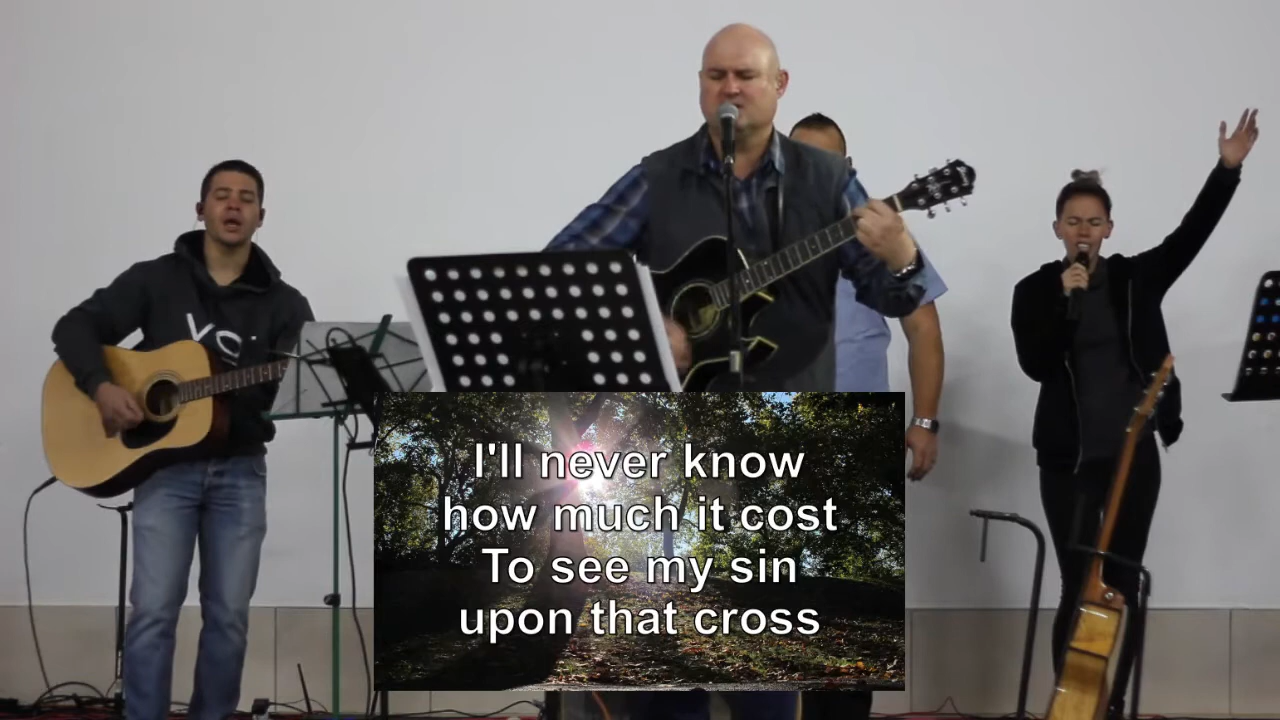 I'll never know
how much it cost
To see my sin
upon that cross